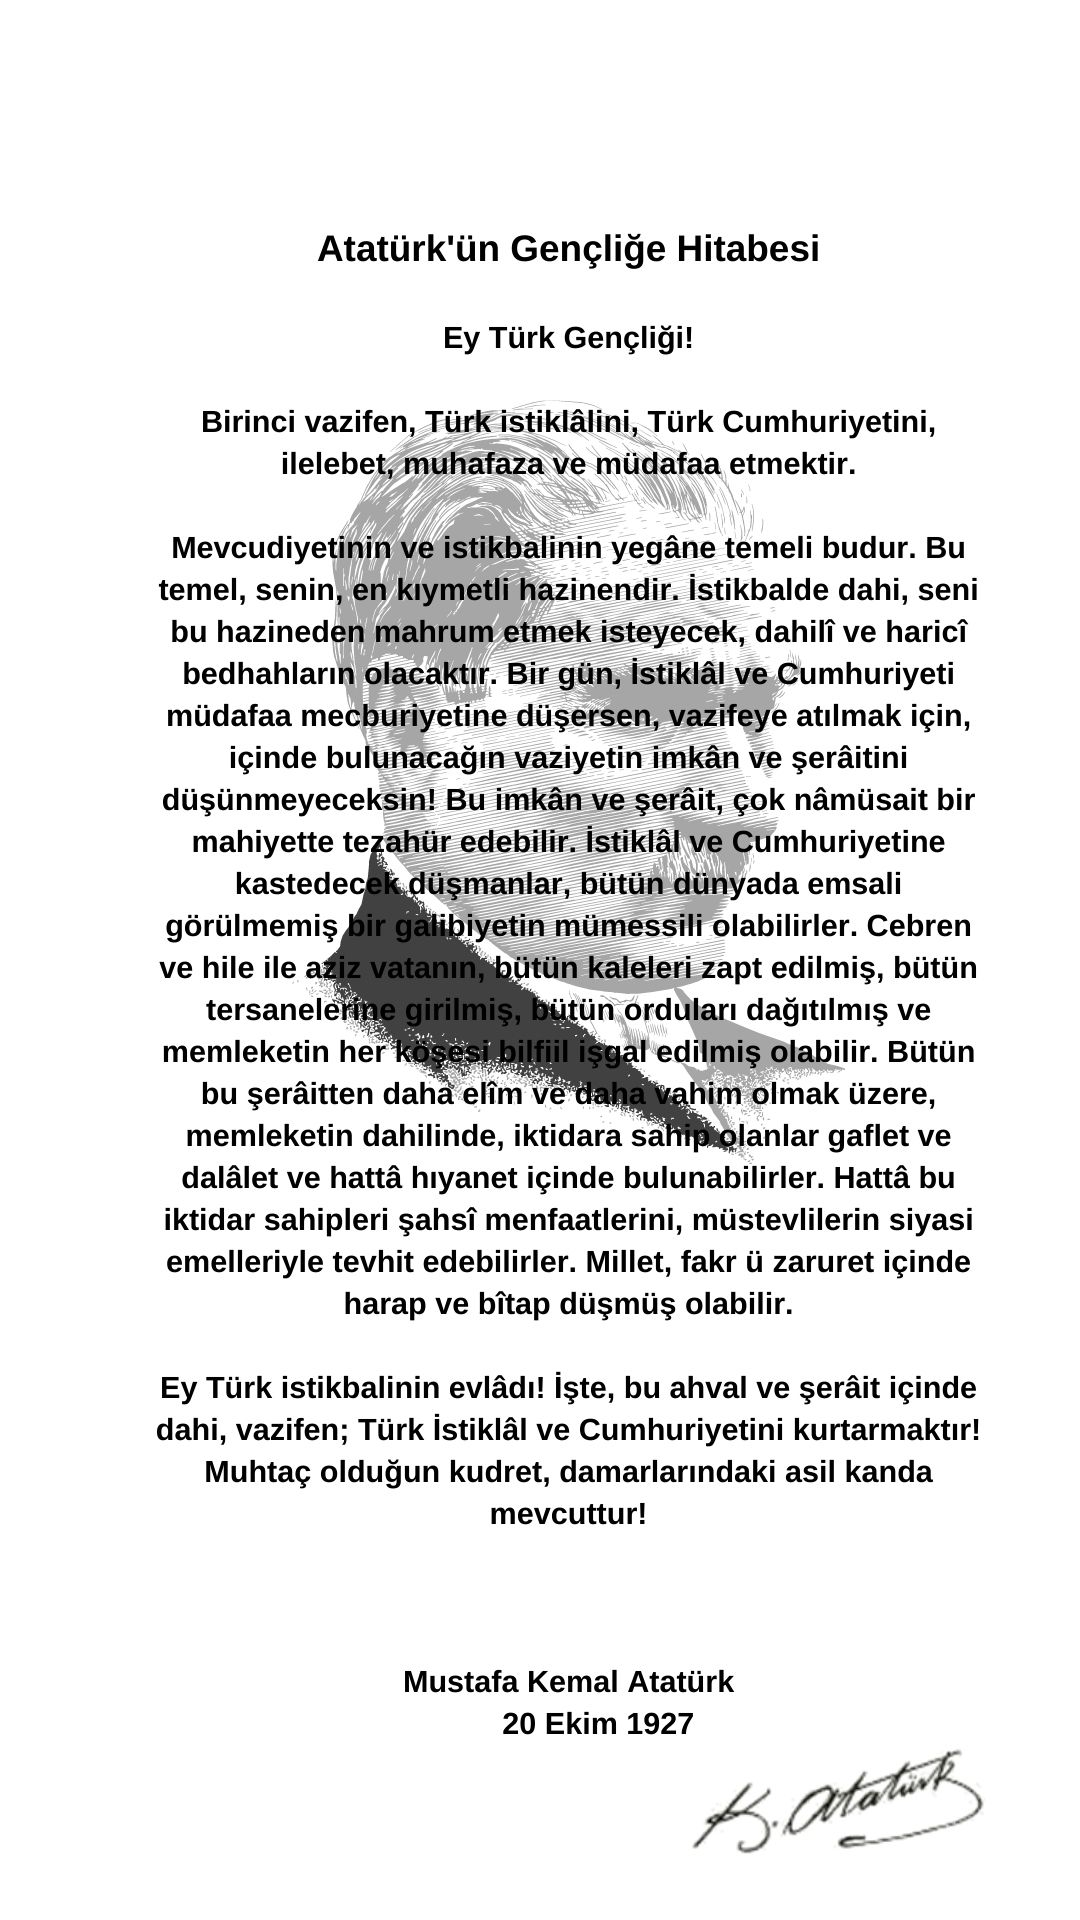 Atatürk'ün Gençliğe Hitabesi
Ey Türk Gençliği!
Birinci vazifen, Türk istiklâlini, Türk Cumhuriyetini,
ilelebet, muhafaza ve müdafaa etmektir.
Mevcudiyetinin ve istikbalinin yegâne temeli budur. Bu
temel, senin, en kıymetli hazinendir. İstikbalde dahi, seni
bu hazineden mahrum etmek isteyecek, dahilî ve haricî
bedhahların olacaktır. Bir gün, İstiklâl ve Cumhuriyeti
müdafaa mecburiyetine düşersen, vazifeye atılmak için,
içinde bulunacağın vaziyetin imkân ve şerâitini
düşünmeyeceksin! Bu imkân ve şerâit, çok nâmüsait bir
mahiyette tezahür edebilir. İstiklâl ve Cumhuriyetine
kastedecek düşmanlar, bütün dünyada emsali
görülmemiş bir galibiyetin mümessili olabilirler. Cebren
ve hile ile aziz vatanın, bütün kaleleri zapt edilmiş, bütün
tersanelerine girilmiş, bütün orduları dağıtılmış ve
memleketin her köşesi bilfiil işgal edilmiş olabilir. Bütün
bu şerâitten daha elîm ve daha vahim olmak üzere,
memleketin dahilinde, iktidara sahip olanlar gaflet ve
dalâlet ve hattâ hıyanet içinde bulunabilirler. Hattâ bu
iktidar sahipleri şahsî menfaatlerini, müstevlilerin siyasi
emelleriyle tevhit edebilirler. Millet, fakr ü zaruret içinde
harap ve bîtap düşmüş olabilir.
Ey Türk istikbalinin evlâdı! İşte, bu ahval ve şerâit içinde
dahi, vazifen; Türk İstiklâl ve Cumhuriyetini kurtarmaktır!
Muhtaç olduğun kudret, damarlarındaki asil kanda
mevcuttur!
Mustafa Kemal Atatürk
20 Ekim 1927
K. Atatürk